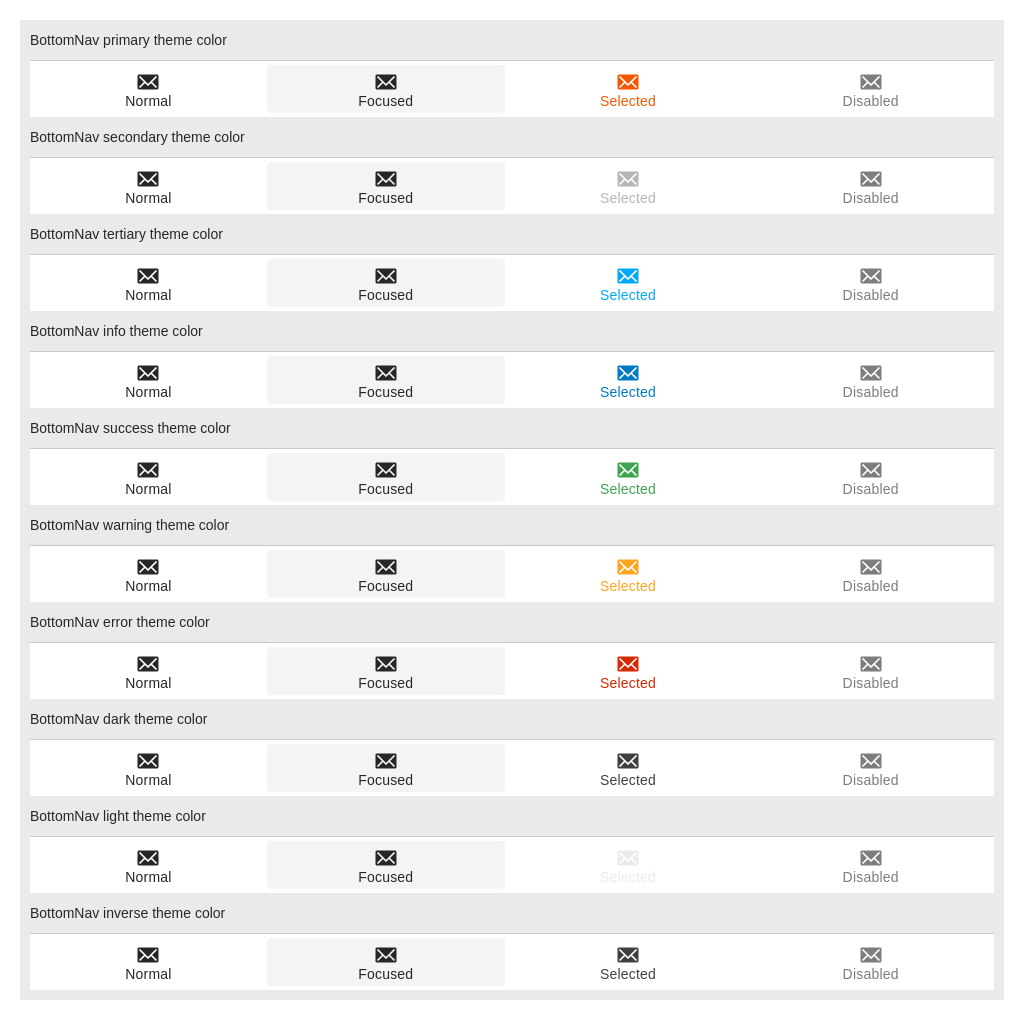 BottomNav primary theme color
Normal Focused Selected Disabled
BottomNav secondary theme color
Normal Focused Selected Disabled
BottomNav tertiary theme color
Normal Focused Selected Disabled
BottomNav info theme color
Normal Focused Selected Disabled
BottomNav success theme color
Normal Focused Selected Disabled
BottomNav warning theme color
Normal Focused Selected Disabled
BottomNav error theme color
Normal Focused Selected Disabled
BottomNav dark theme color
Normal Focused Selected Disabled
BottomNav light theme color
Normal Focused Selected Disabled
BottomNav inverse theme color
Normal Focused Selected Disabled